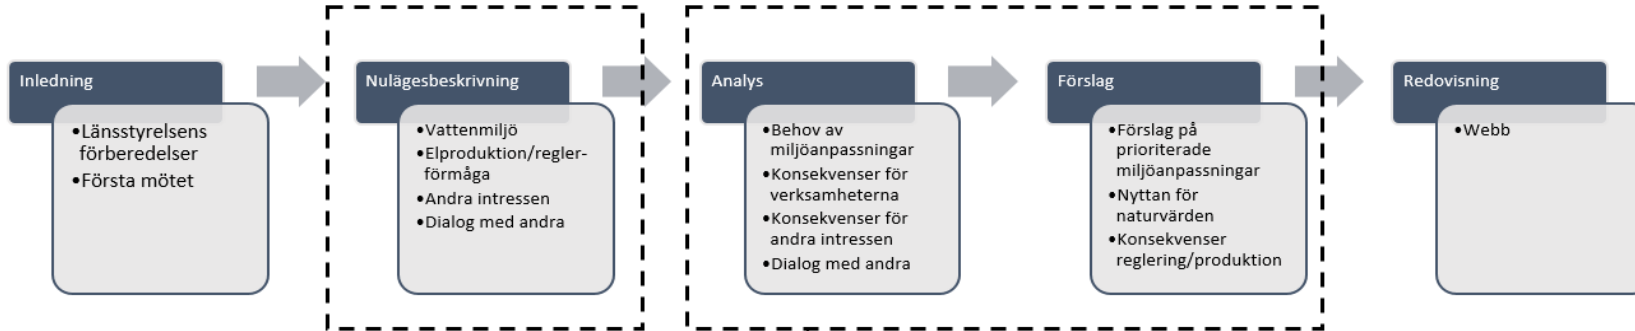 Inledning
•Länsstyrelsens
förberedelser
•Första mötet
Nulägesbeskrivning
•Vattenmiljö
•Elproduktion/regler-
förmåga
•Andra intressen
•Dialog med andra
Analys
•Behov av
miljöanpassningar
•Konsekvenser för
verksamheterna
•Konsekvenser för
andra intressen
•Dialog med andra
Förslag
•Förslag på
prioriterade
miljöanpassningar
•Nyttan för
naturvärden
•Konsekvenser
reglering/produktion
Redovisning
•Webb